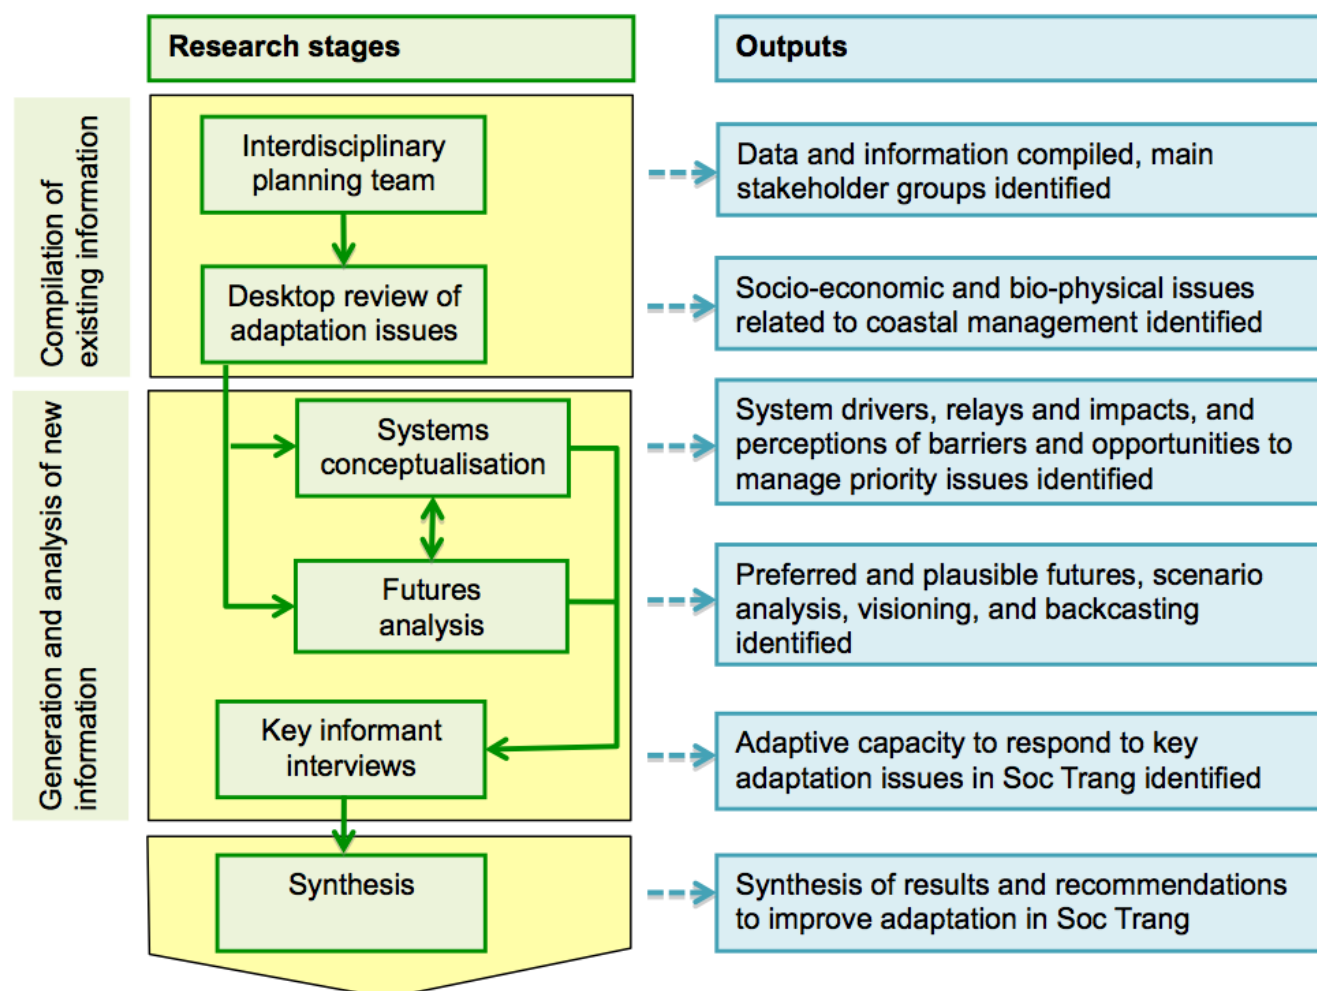 Research stages
Outputs
Compilation of
existing information
Interdisciplinary
planning team
Data and information compiled, main
stakeholder groups identified
Desktop review of
adaptation issues
Socio-economic and bio-physical issues
related to coastal management identified
Generation and analysis of new
information
Systems
conceptualisation
System drivers, relays and impacts, and
perceptions of barriers and opportunities to
manage priority issues identified
Futures
analysis
Preferred and plausible futures, scenario
analysis, visioning, and backcasting
identified
Key informant
interviews
Adaptive capacity to respond to key
adaptation issues in Soc Trang identified
Synthesis
Synthesis of results and recommendations
to improve adaptation in Soc Trang